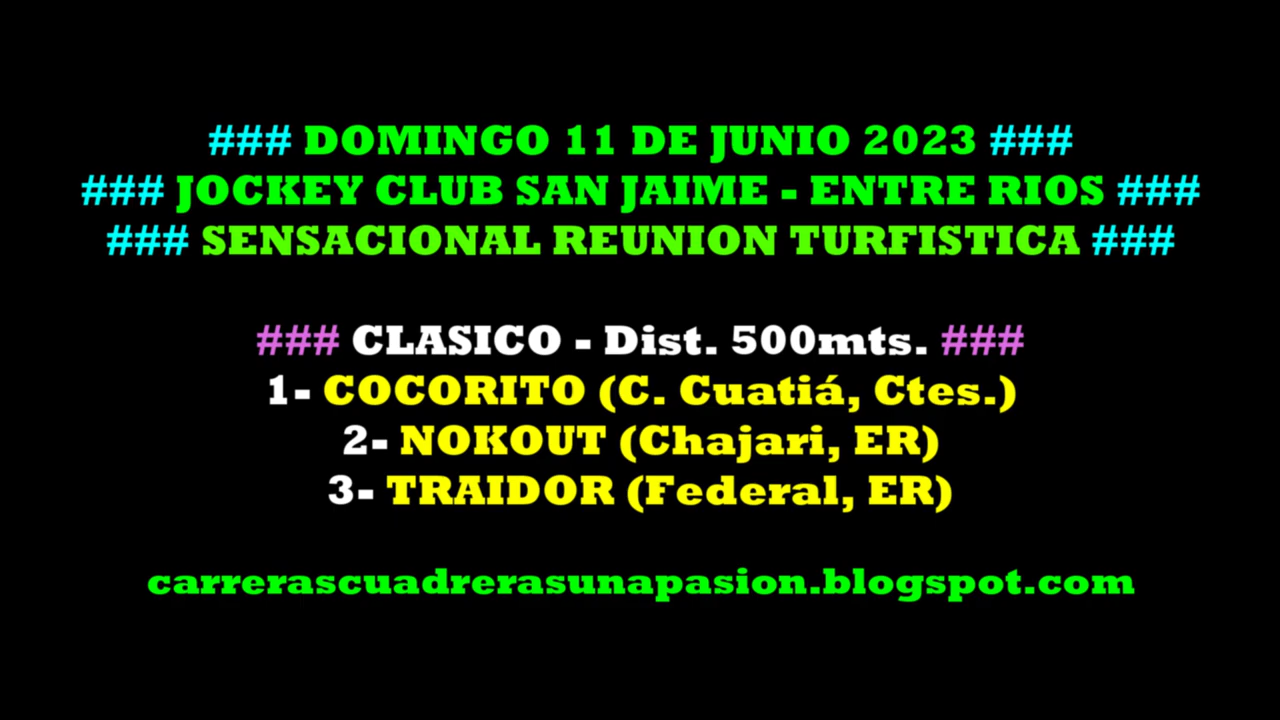 ### DOMINGO 11 DE JUNIO 2023 ###
### JOCKEY CLUB SAN JAIME - ENTRE RIOS ###
### SENSACIONAL REUNION TURFISTICA ###
### CLASICO - Dist. 500mts. ###
1- COCORITO (C. Cuatiá, Ctes.)
2- NOKOUT (Chajari, ER)
3- TRAIDOR (Federal, ER)
carrerascuadrerasunapasion.blogspot.com